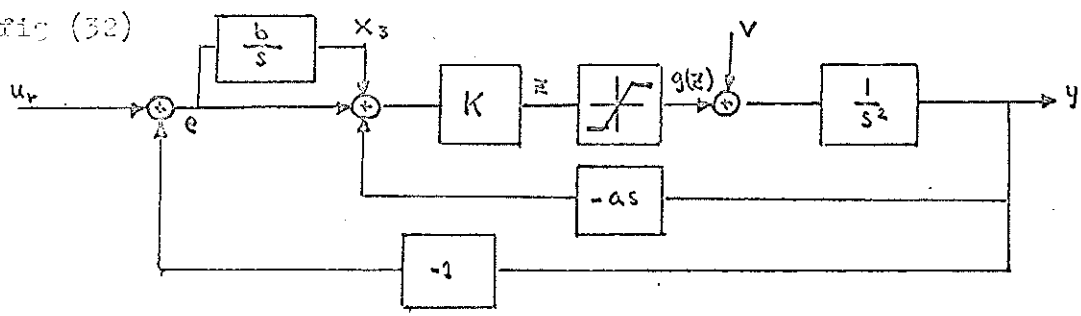 fig (32)
b/s
x₃
v
uᵣ
e
K
z
g(z)
1/s²
y
-as
-1